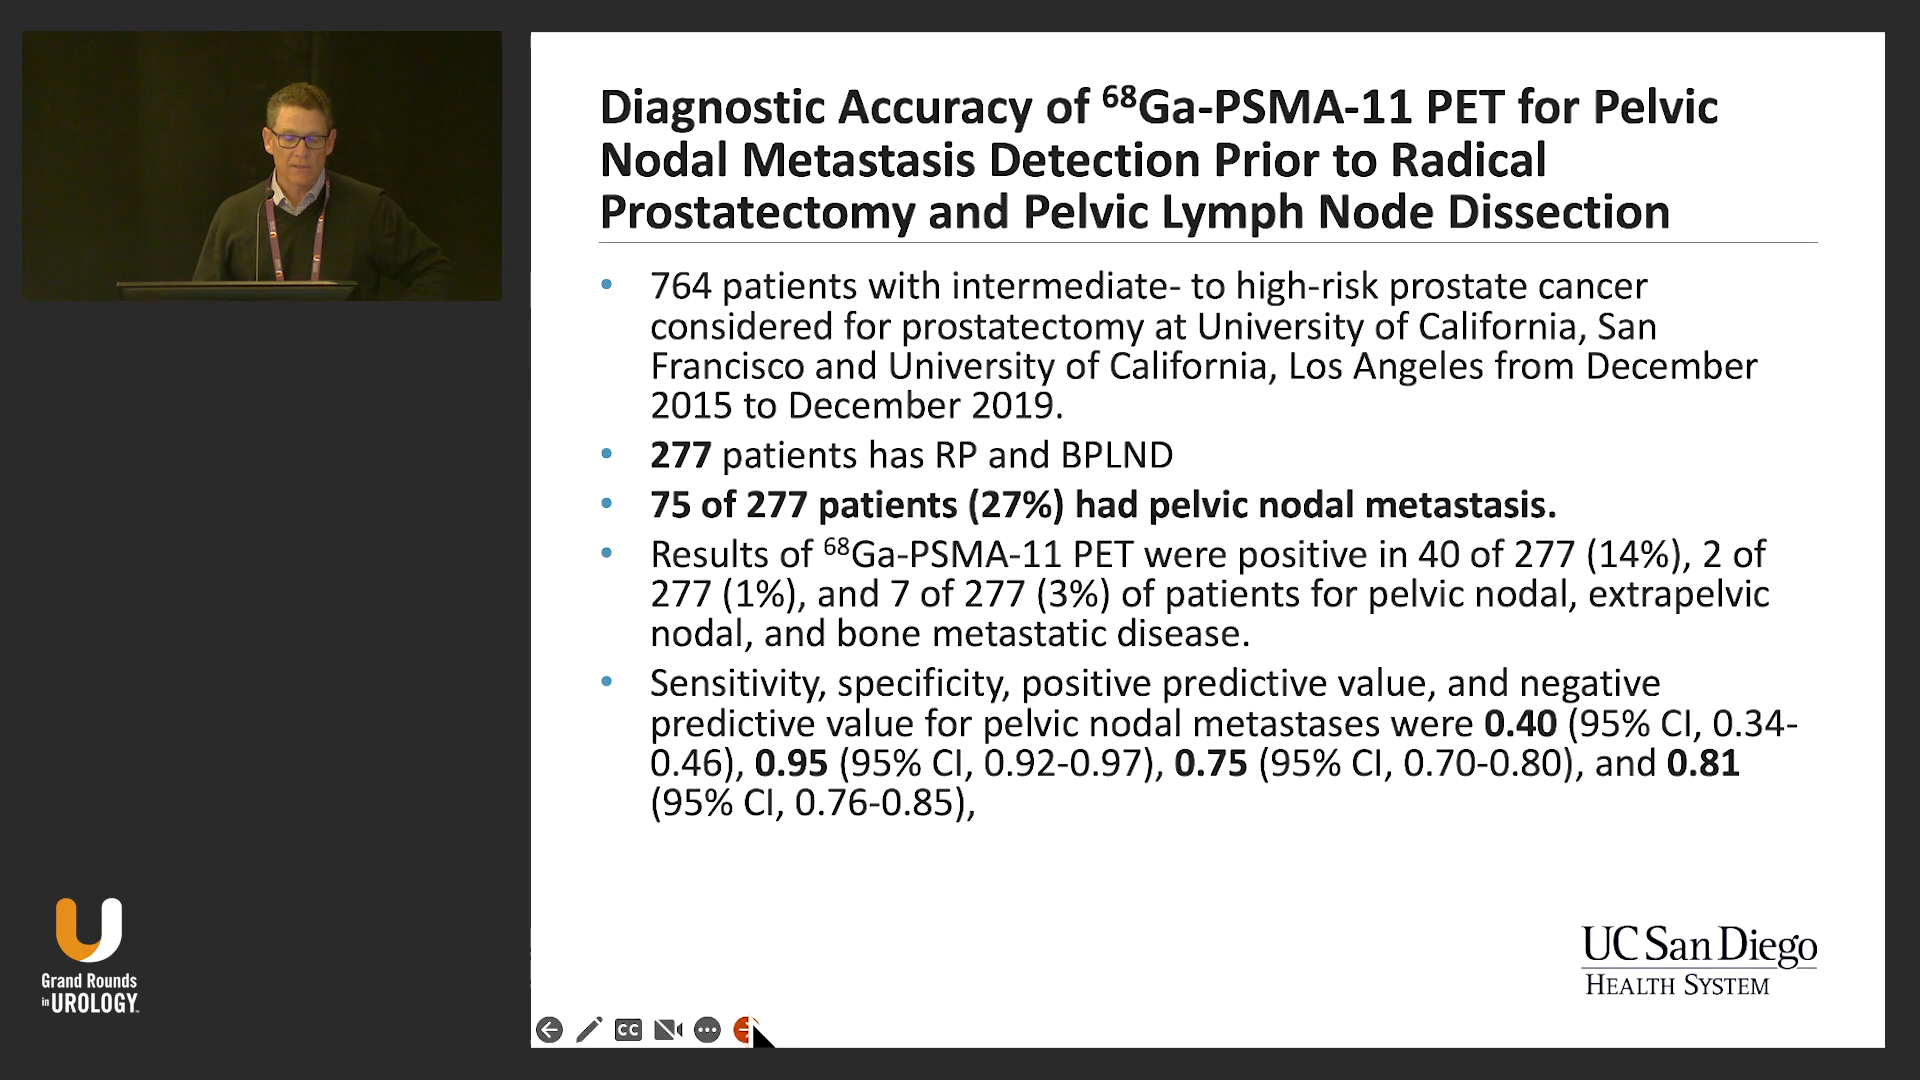 Diagnostic Accuracy of ⁶⁸Ga-PSMA-11 PET for Pelvic
Nodal Metastasis Detection Prior to Radical
Prostatectomy and Pelvic Lymph Node Dissection
• 764 patients with intermediate- to high-risk prostate cancer
considered for prostatectomy at University of California, San
Francisco and University of California, Los Angeles from December
2015 to December 2019.
• 277 patients has RP and BPLND
• 75 of 277 patients (27%) had pelvic nodal metastasis.
• Results of ⁶⁸Ga-PSMA-11 PET were positive in 40 of 277 (14%), 2 of
277 (1%), and 7 of 277 (3%) of patients for pelvic nodal, extrapelvic
nodal, and bone metastatic disease.
• Sensitivity, specificity, positive predictive value, and negative
predictive value for pelvic nodal metastases were 0.40 (95% CI, 0.34-
0.46), 0.95 (95% CI, 0.92-0.97), 0.75 (95% CI, 0.70-0.80), and 0.81
(95% CI, 0.76-0.85),
UC San Diego
HEALTH SYSTEM
Grand Rounds
in UROLOGY
CC